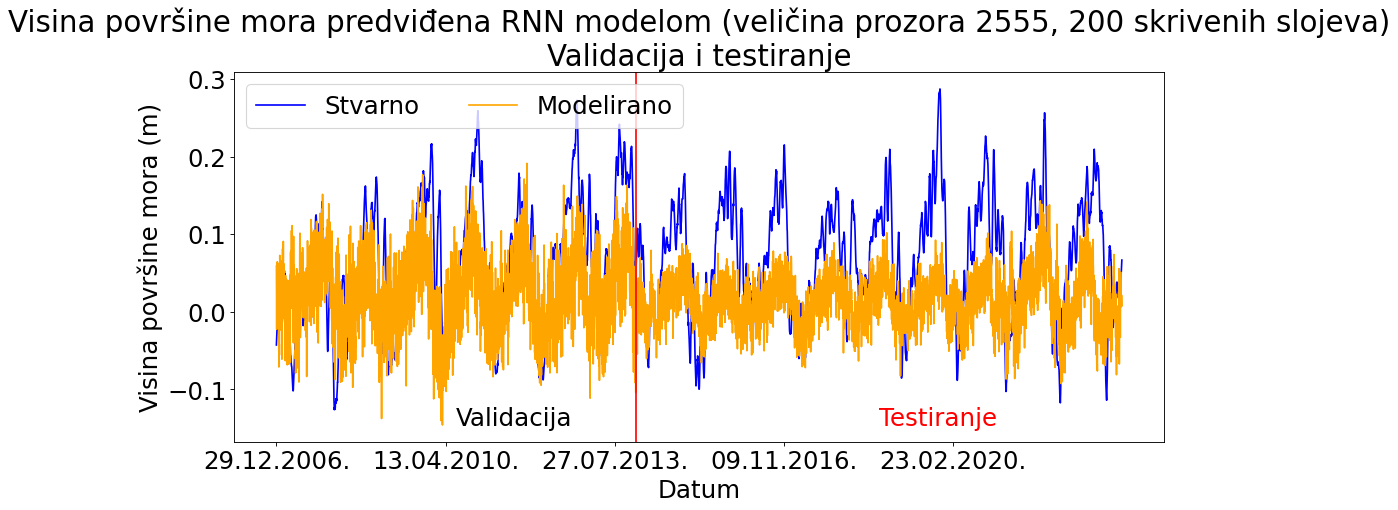 Visina površine mora predviđena RNN modelom (veličina prozora 2555, 200 skrivenih slojeva)
Validacija i testiranje
Stvarno
Modelirano
Visina površine mora (m)
0.3
0.2
0.1
0.0
−0.1
Validacija
Testiranje
29.12.2006.
13.04.2010.
27.07.2013.
09.11.2016.
23.02.2020.
Datum